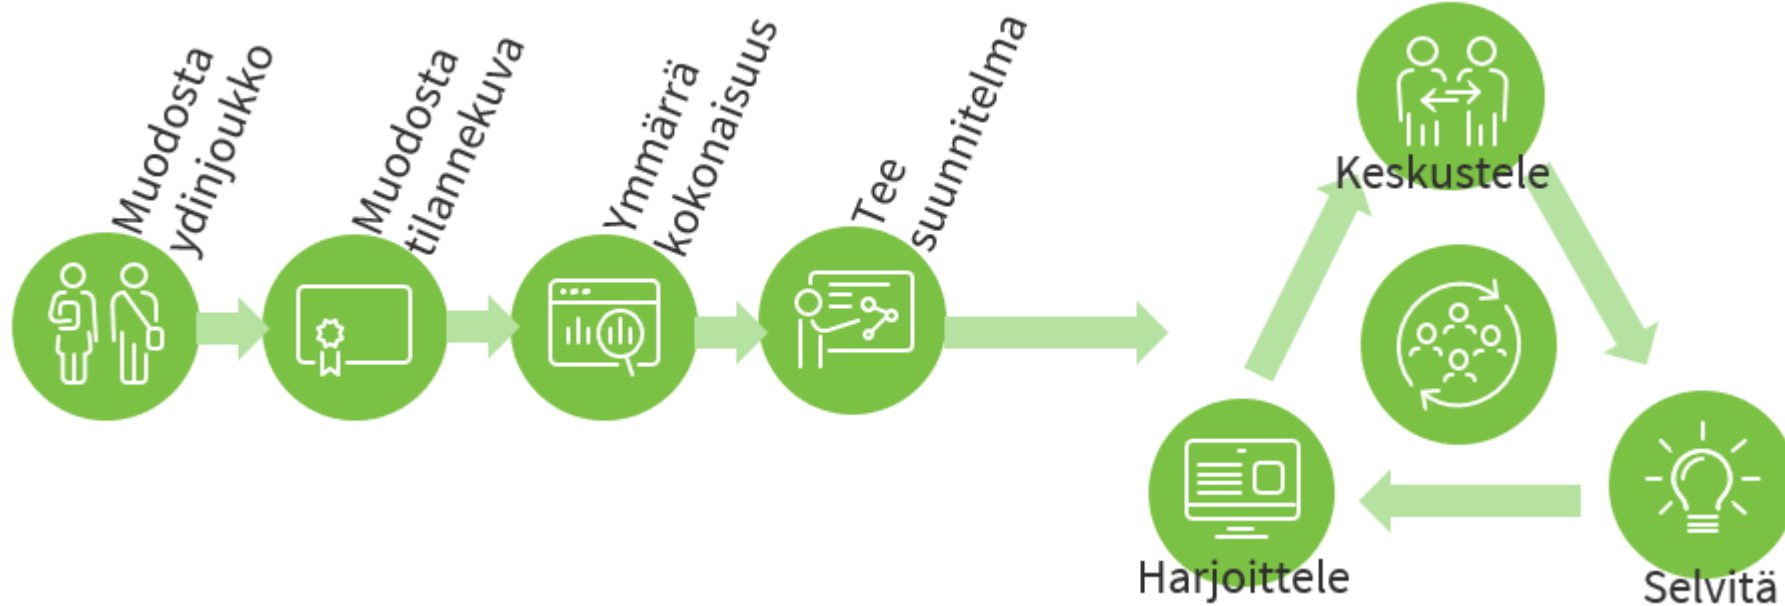 Muodosta
ydinjoukko
Muodosta
tilannekuva
Ymmärrä
kokonaisuus
Tee
suunnitelma
Keskustele
Selvitä
Harjoittele